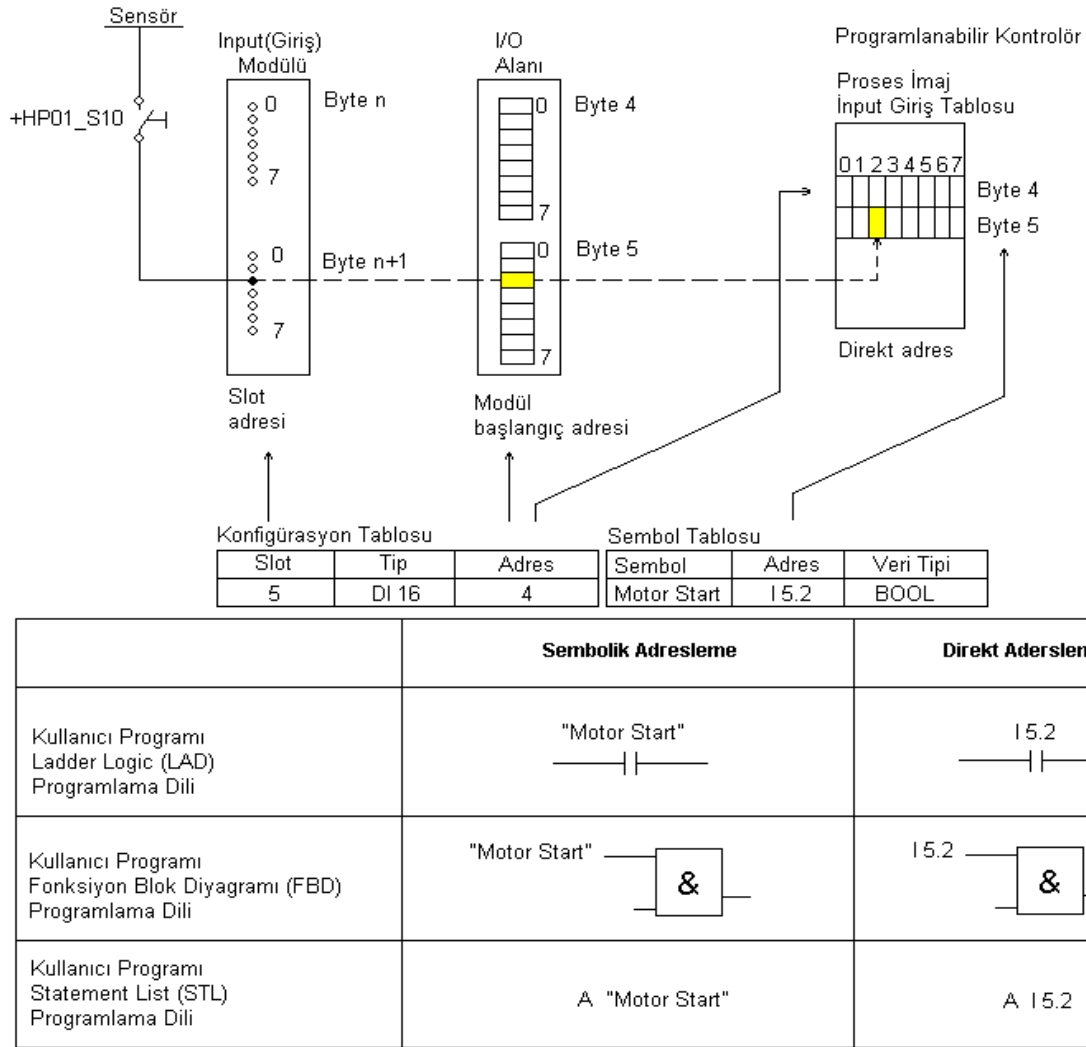 Sensör
Input(Giriş)
Modülü
I/O
Alanı
Programlanabilir Kontrolör
Proses İmaj
İnput Giriş Tablosu
+HP01_S10
0
Byte n
7
0
Byte 4
7
01234567
Byte 4
Byte 5
0
Byte n+1
7
0
Byte 5
7
Direkt adres
Slot
adresi
Modül
başlangıç adresi
Konfigürasyon Tablosu
Slot Tip Adres
5 DI 16 4
Sembol Tablosu
Sembol Adres Veri Tipi
Motor Start I 5.2 BOOL
Sembolik Adresleme
Direkt Aderslen
Kullanıcı Programı
Ladder Logic (LAD)
Programlama Dili
"Motor Start"
I 5.2
Kullanıcı Programı
Fonksiyon Blok Diyagramı (FBD)
Programlama Dili
"Motor Start"
&
I 5.2
&
Kullanıcı Programı
Statement List (STL)
Programlama Dili
A "Motor Start"
A I 5.2